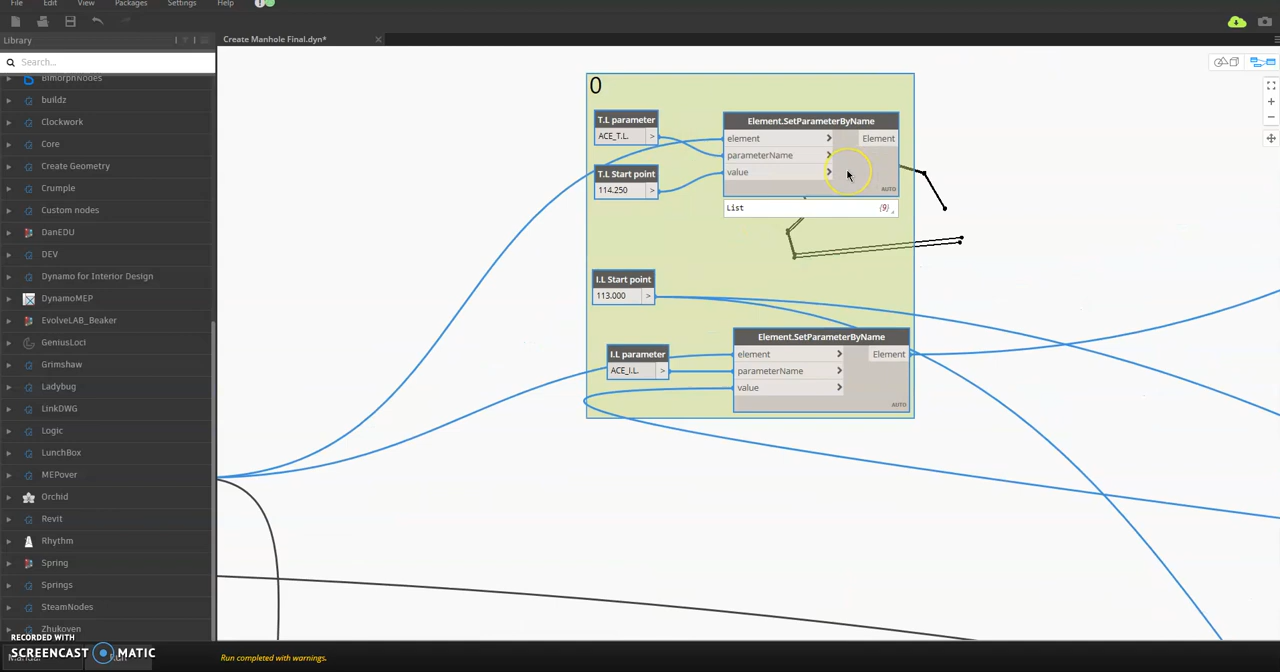 File Edit View Packages Settings Help
Library
Create Manhole Final.dyn*
Search...
BimorphNodes
buildz
Clockwork
Core
Create Geometry
Crumple
Custom nodes
DanEDU
DEV
Dynamo for Interior Design
DynamoMEP
EvolveLAB_Beaker
GeniusLoci
Grimshaw
Ladybug
LinkDWG
Logic
LunchBox
MEPover
Orchid
Revit
Rhythm
Spring
Springs
SteamNodes
Zhukoven
0
T.L parameter
ACE_T.L. >
T.L Start point
114.250 >
Element.SetParameterByName
element > Element
parameterName >
value >
AUTO
List (9)
I.L Start point
113.000 >
I.L parameter
ACE_I.L. >
Element.SetParameterByName
element > Element
parameterName >
value >
AUTO
RECORDED WITH
SCREENCAST MATIC
Run completed with warnings.